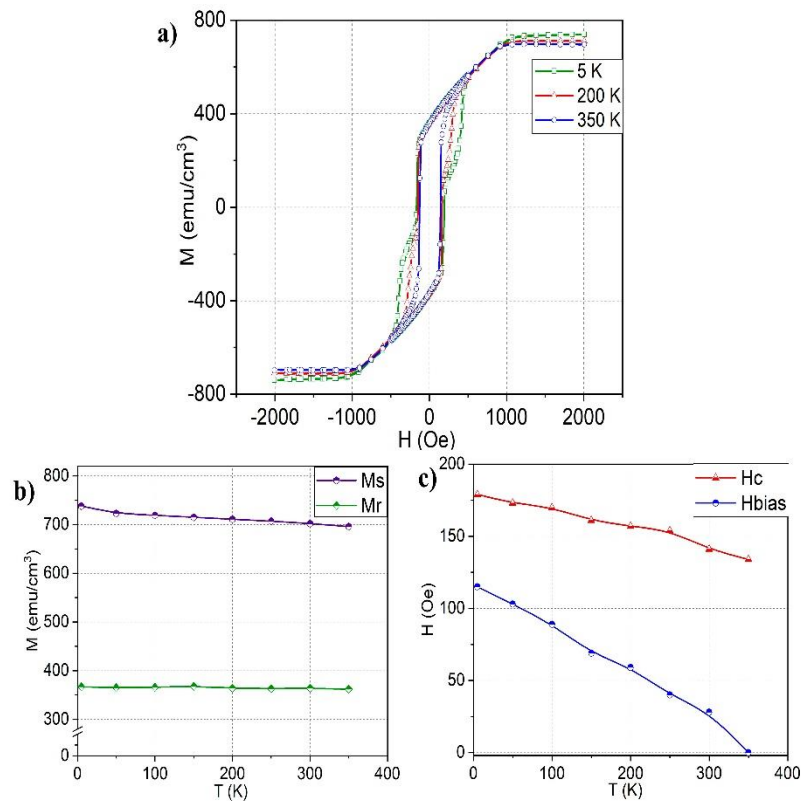 a)
800
400
0
-400
-800
M (emu/cm³)
5 K
200 K
350 K
-2000 -1000 0 1000 2000
H (Oe)
b)
800
700
600
500
400
300
0
M (emu/cm³)
Ms
Mr
0 100 200 300 400
T (K)
c)
200
150
100
50
0
H (Oe)
Hc
Hbias
0 100 200 300 400
T (K)